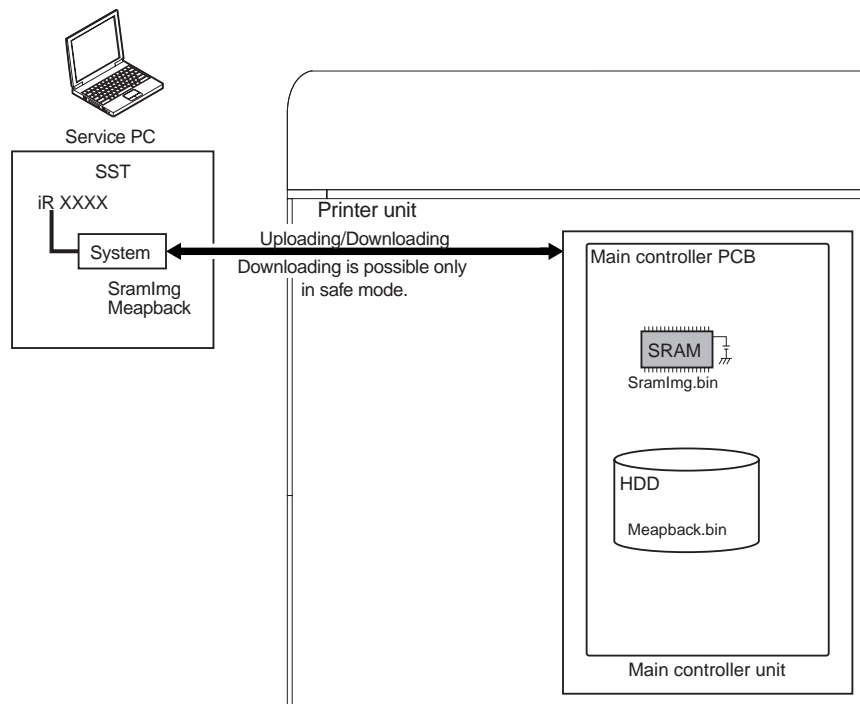 Service PC
SST
iR XXXX
System
SramImg
Meapback
Printer unit
Uploading/Downloading
Downloading is possible only
in safe mode.
Main controller PCB
SRAM
SramImg.bin
HDD
Meapback.bin
Main controller unit